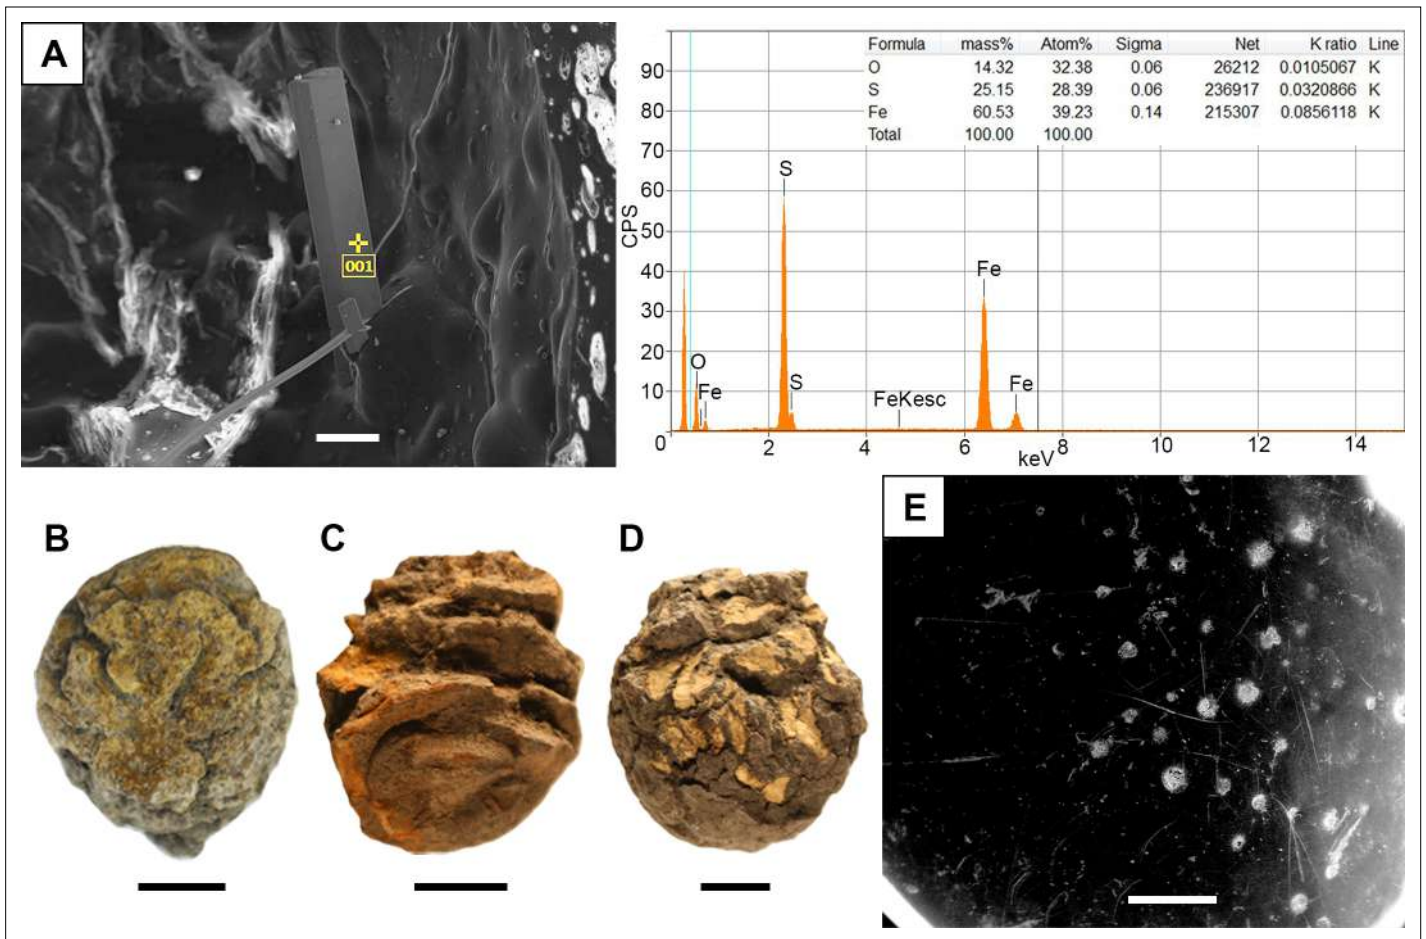 A
001
Formula mass% Atom% Sigma Net K ratio Line
O 14.32 32.38 0.06 26212 0.0105067 K
S 25.15 28.39 0.06 236917 0.0320866 K
Fe 60.53 39.23 0.14 215307 0.0856118 K
Total 100.00 100.00
CPS
90
80
70
60
50
40
30
20
10
0 2 4 6 8 10 12 14
keV
O
Fe
S
S
FeKesc
Fe
Fe
B
C
D
E